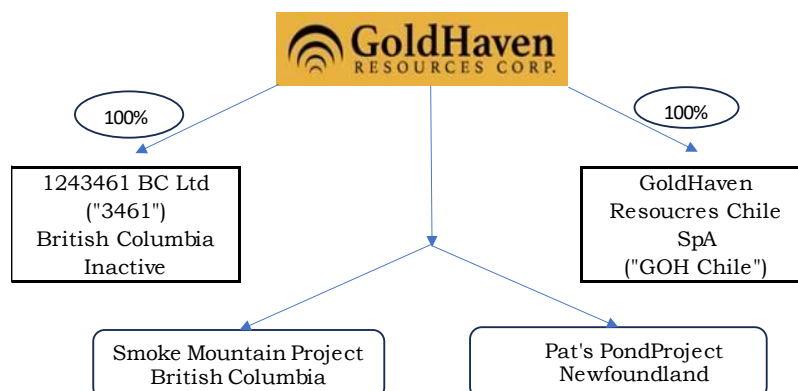 GoldHaven
RESOURCES CORP.
100%
100%
1243461 BC Ltd
("3461")
British Columbia
Inactive
GoldHaven
Resoucres Chile
SpA
("GOH Chile")
Smoke Mountain Project
British Columbia
Pat's PondProject
Newfoundland